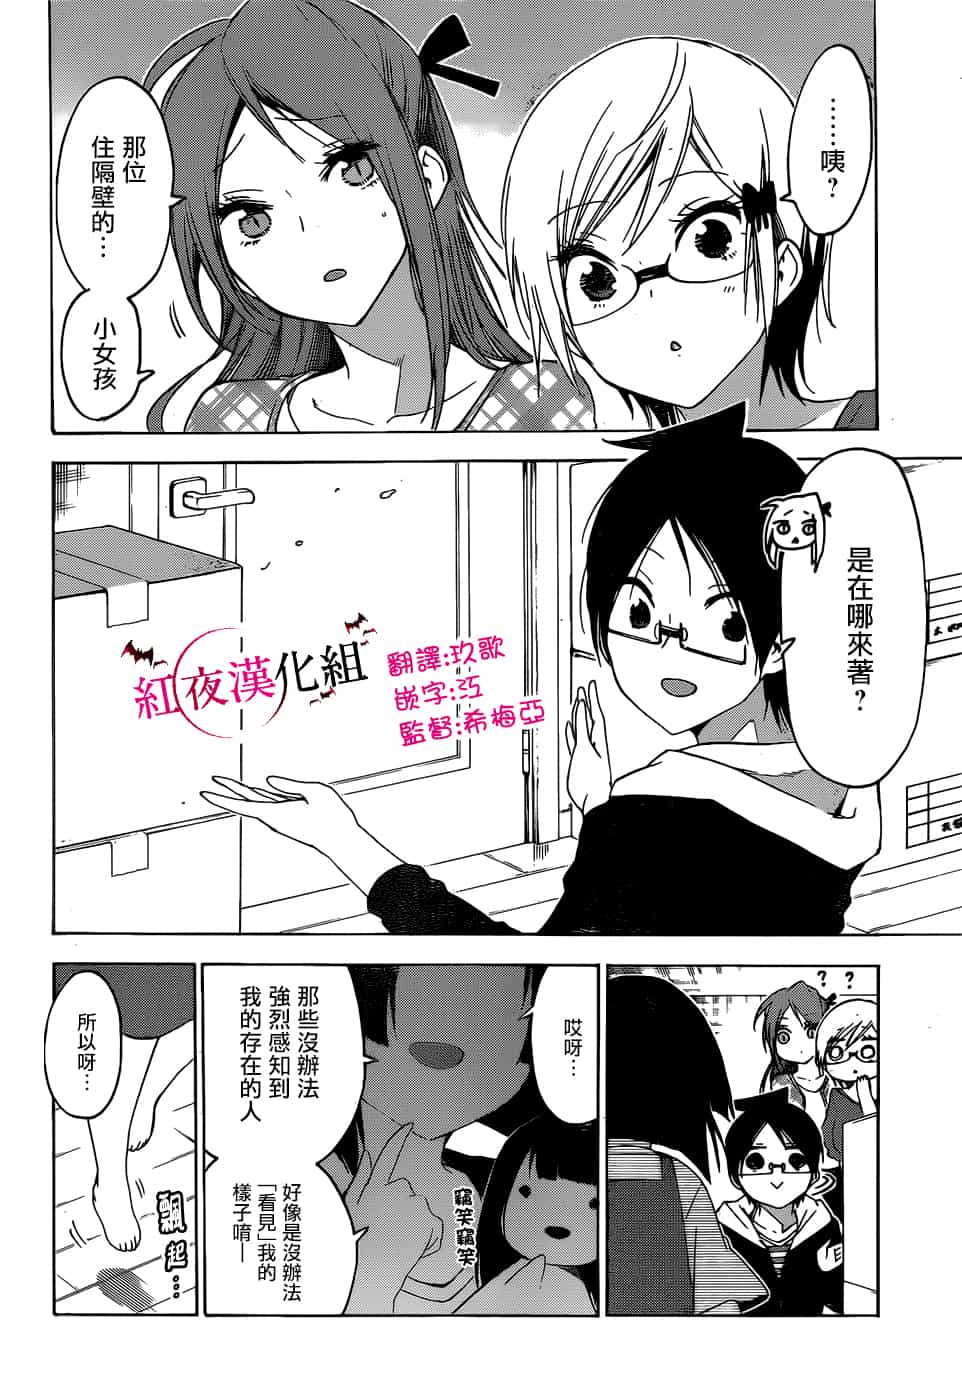 ……咦?
那位
住隔壁的…
小女孩
是在哪來著?
紅夜漢化組
翻譯:玖歌
嵌字:江
監督:希梅亞
? ?
哎呀…
竊笑竊笑
那些沒辦法
強烈感知到
我的存在的人
好像是沒辦法
「看見」我的
樣子唷—
所以呀…
飄起…